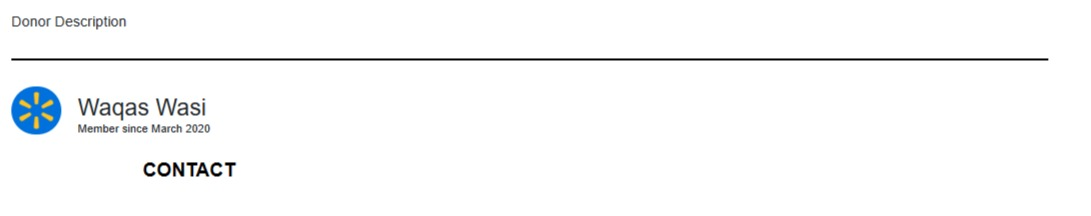 Donor Description
Waqas Wasi
Member since March 2020
CONTACT